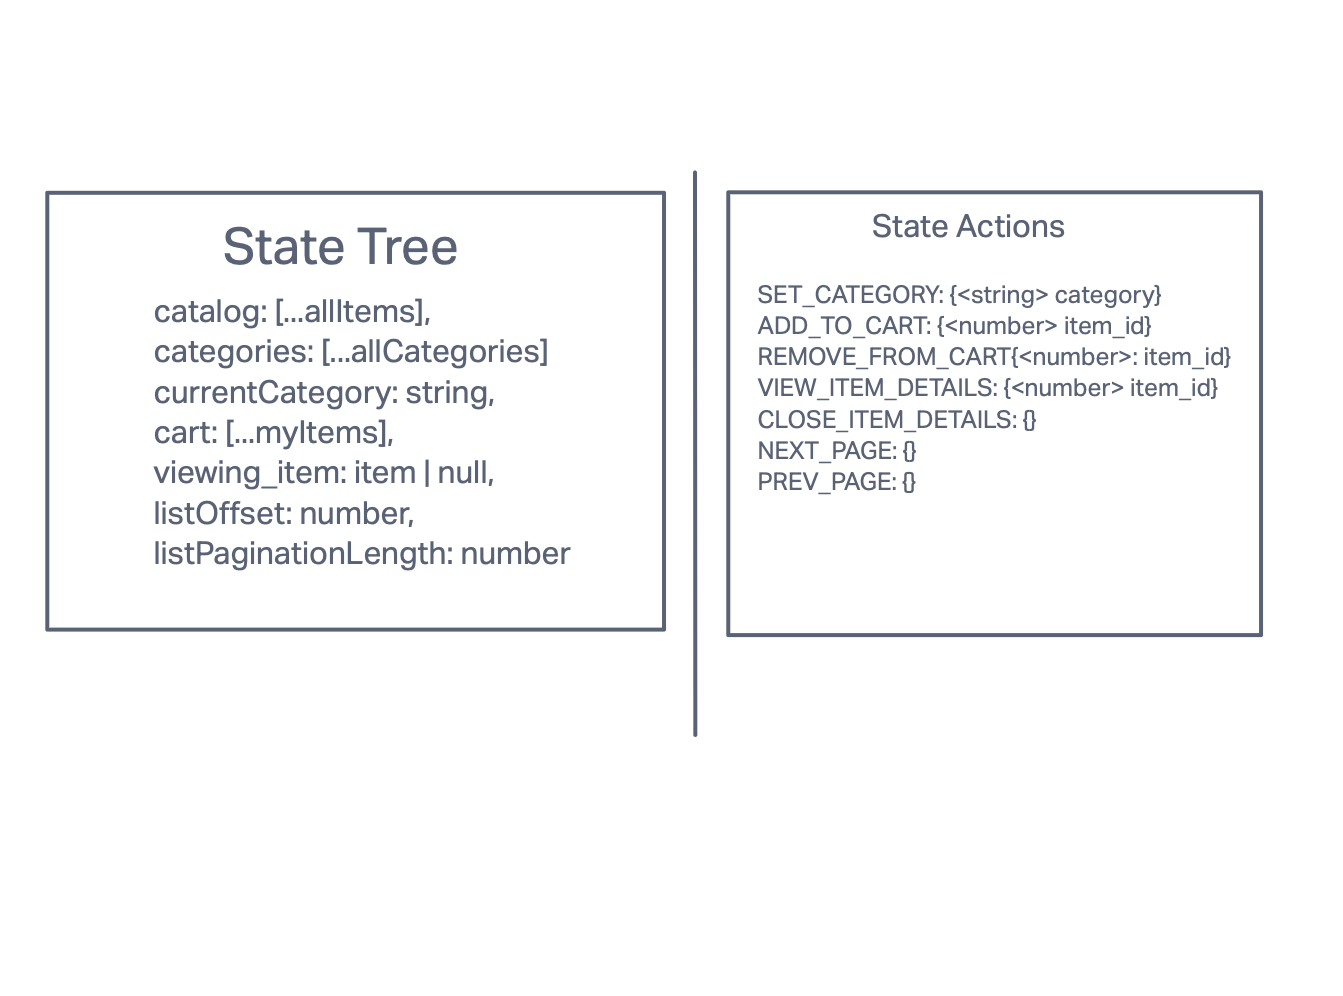 State Tree
catalog: [...allItems],
categories: [...allCategories]
currentCategory: string,
cart: [...myItems],
viewing_item: item | null,
listOffset: number,
listPaginationLength: number
State Actions
SET_CATEGORY: {<string> category}
ADD_TO_CART: {<number> item_id}
REMOVE_FROM_CART{<number>: item_id}
VIEW_ITEM_DETAILS: {<number> item_id}
CLOSE_ITEM_DETAILS: {}
NEXT_PAGE: {}
PREV_PAGE: {}